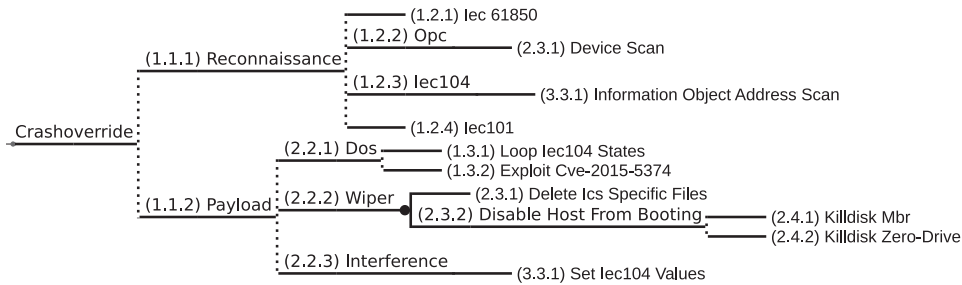 (1.2.1) Iec 61850
(1.2.2) Opc
(2.3.1) Device Scan
(1.1.1) Reconnaissance
(1.2.3) Iec104
(3.3.1) Information Object Address Scan
(1.2.4) Iec101
Crashoverride
(2.2.1) Dos
(1.3.1) Loop Iec104 States
(1.3.2) Exploit Cve-2015-5374
(1.1.2) Payload
(2.2.2) Wiper
(2.3.1) Delete Ics Specific Files
(2.3.2) Disable Host From Booting
(2.4.1) Killdisk Mbr
(2.4.2) Killdisk Zero-Drive
(2.2.3) Interference
(3.3.1) Set Iec104 Values